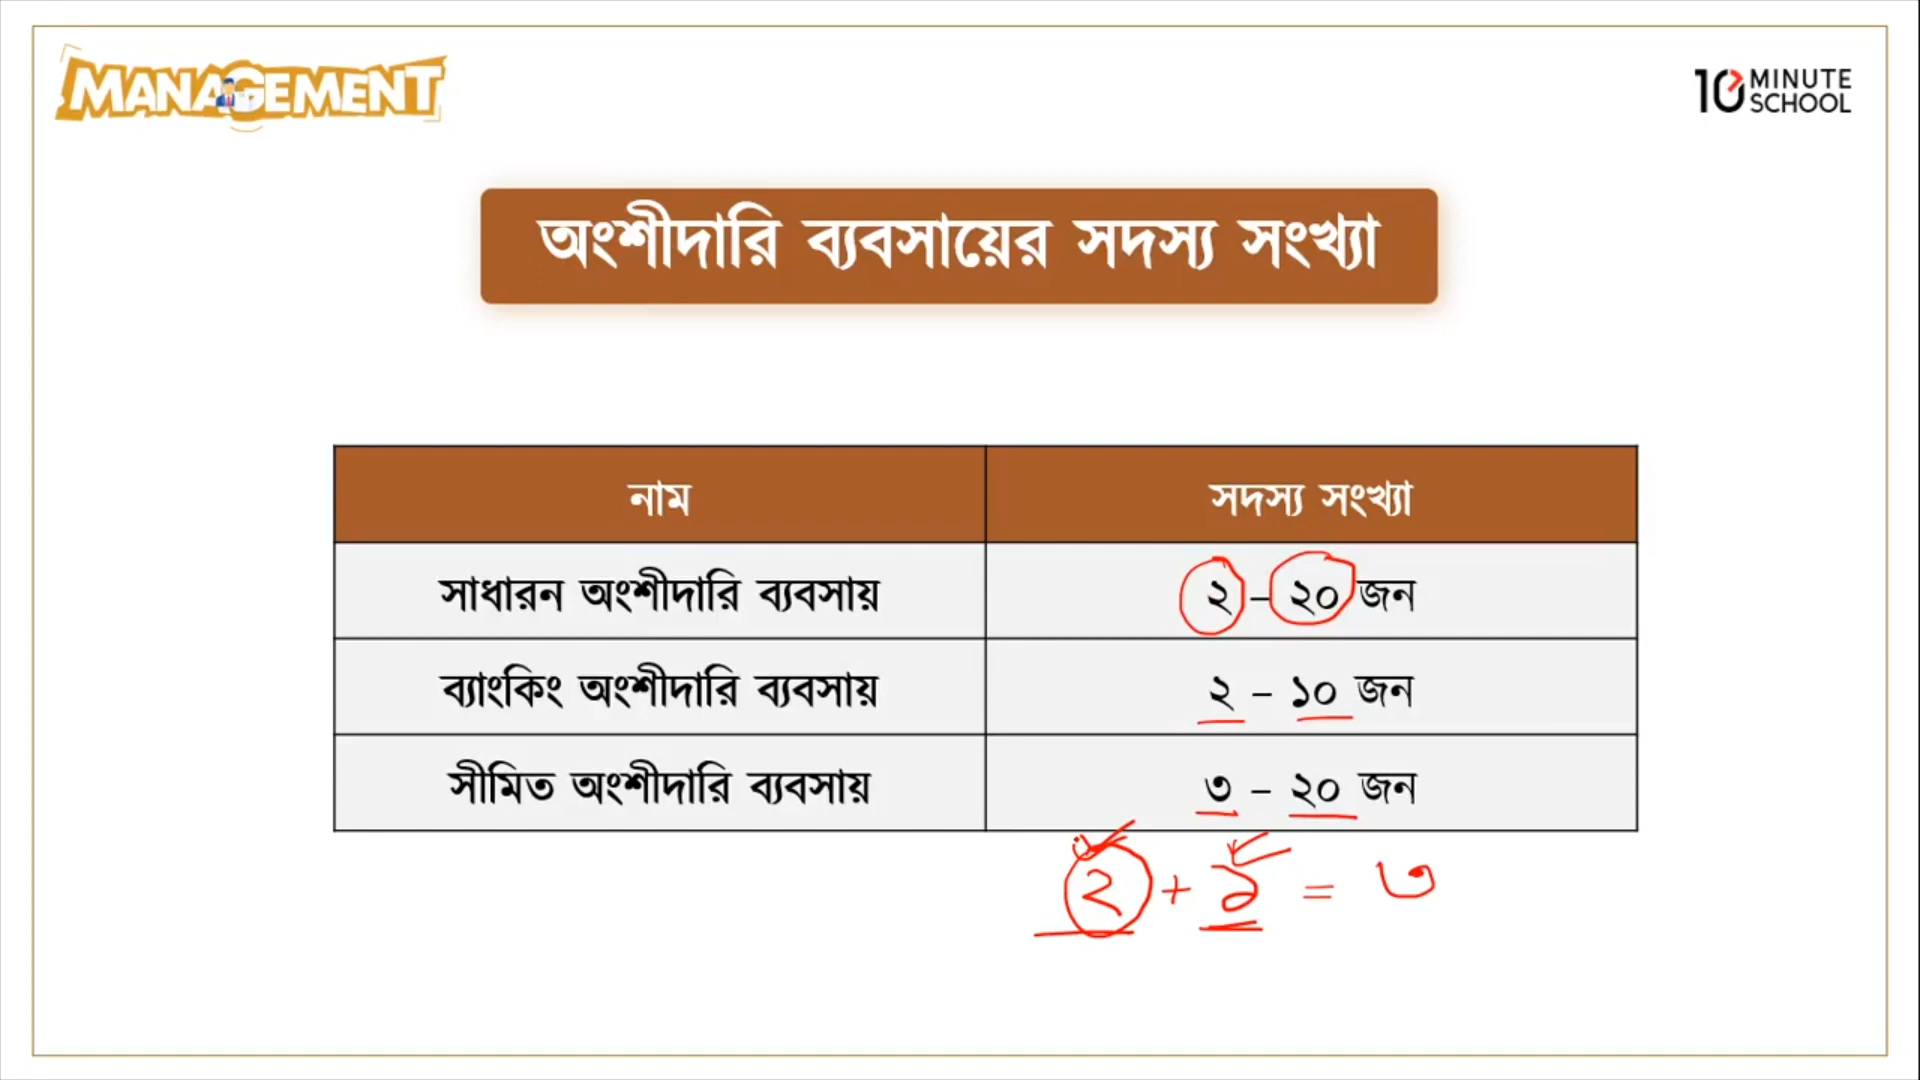 MANAGEMENT
10 MINUTE SCHOOL
অংশীদারি ব্যবসায়ের সদস্য সংখ্যা
নাম সদস্য সংখ্যা
সাধারন অংশীদারি ব্যবসায় ২ – ২০ জন
ব্যাংকিং অংশীদারি ব্যবসায় ২ – ১০ জন
সীমিত অংশীদারি ব্যবসায় ৩ – ২০ জন
২ + ১ = ৩